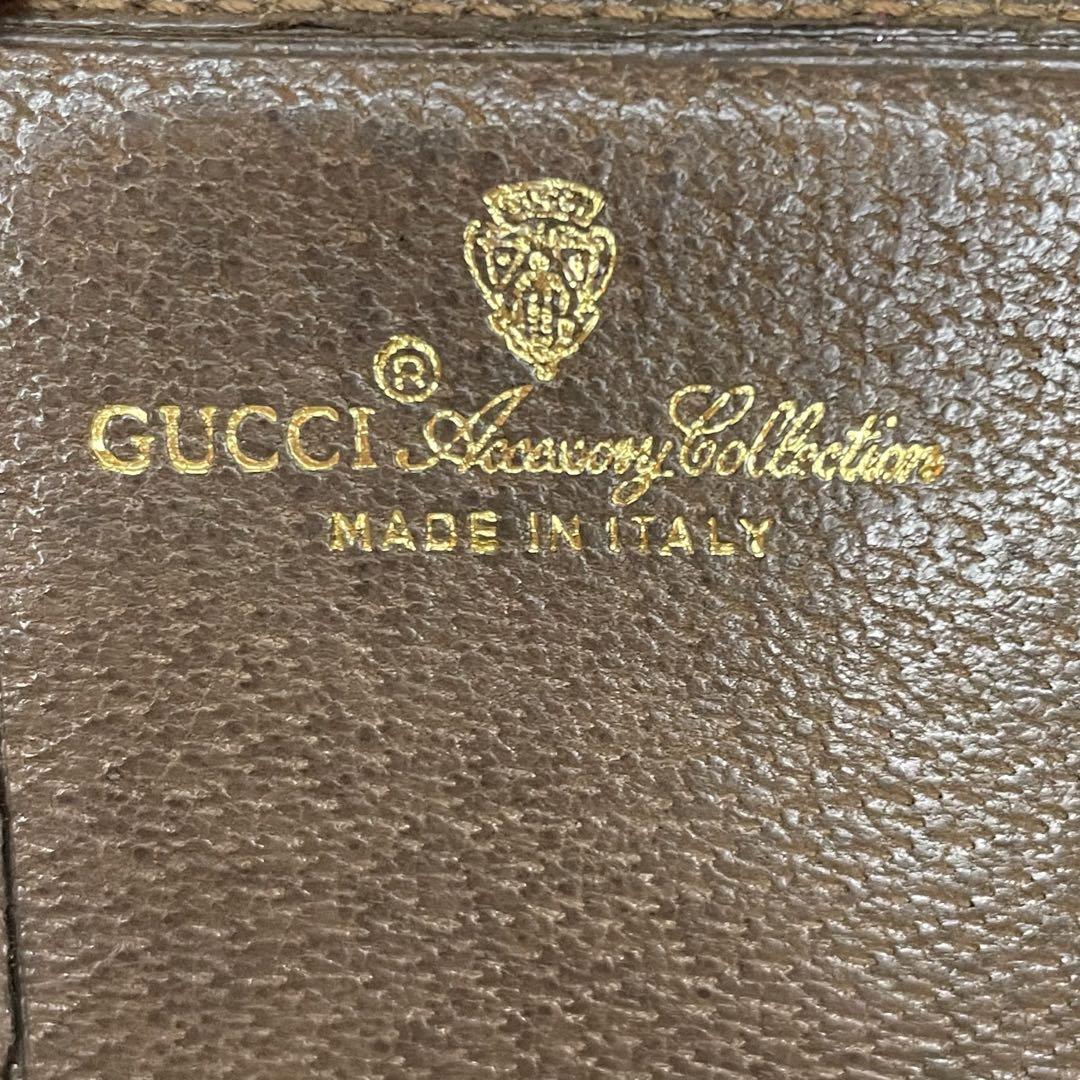 ®
GUCCI Accessory Collection
MADE IN ITALY